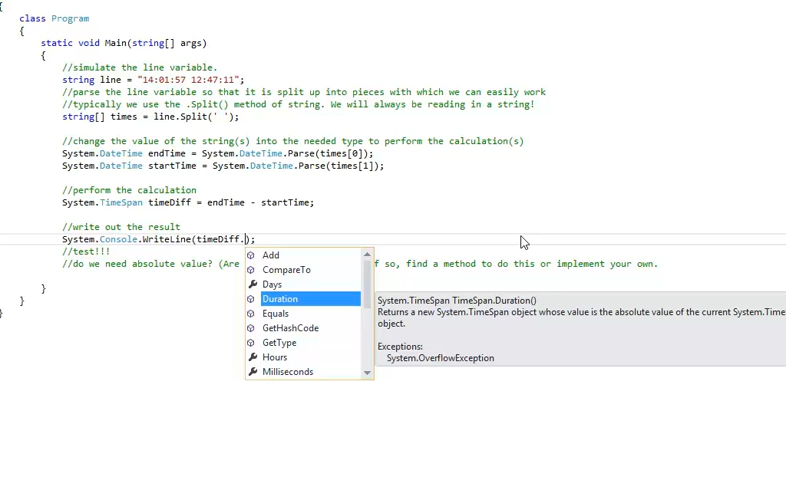 {
class Program
{
static void Main(string[] args)
{
//simulate the line variable.
string line = "14:01:57 12:47:11";
//parse the line variable so that it is split up into pieces with which we can easily work
//typically we use the .Split() method of string. We will always be reading in a string!
string[] times = line.Split(' ');
//change the value of the string(s) into the needed type to perform the calculation(s)
System.DateTime endTime = System.DateTime.Parse(times[0]);
System.DateTime startTime = System.DateTime.Parse(times[1]);
//perform the calculation
System.TimeSpan timeDiff = endTime - startTime;
//write out the result
System.Console.WriteLine(timeDiff.);
//test!!!
//do we need absolute value? (Are f so, find a method to do this or implement your own.
Add
CompareTo
Days
Duration
Equals
GetHashCode
GetType
Hours
Milliseconds
System.TimeSpan TimeSpan.Duration()
Returns a new System.TimeSpan object whose value is the absolute value of the current System.Time
object.
Exceptions:
System.OverflowException
}
}
}